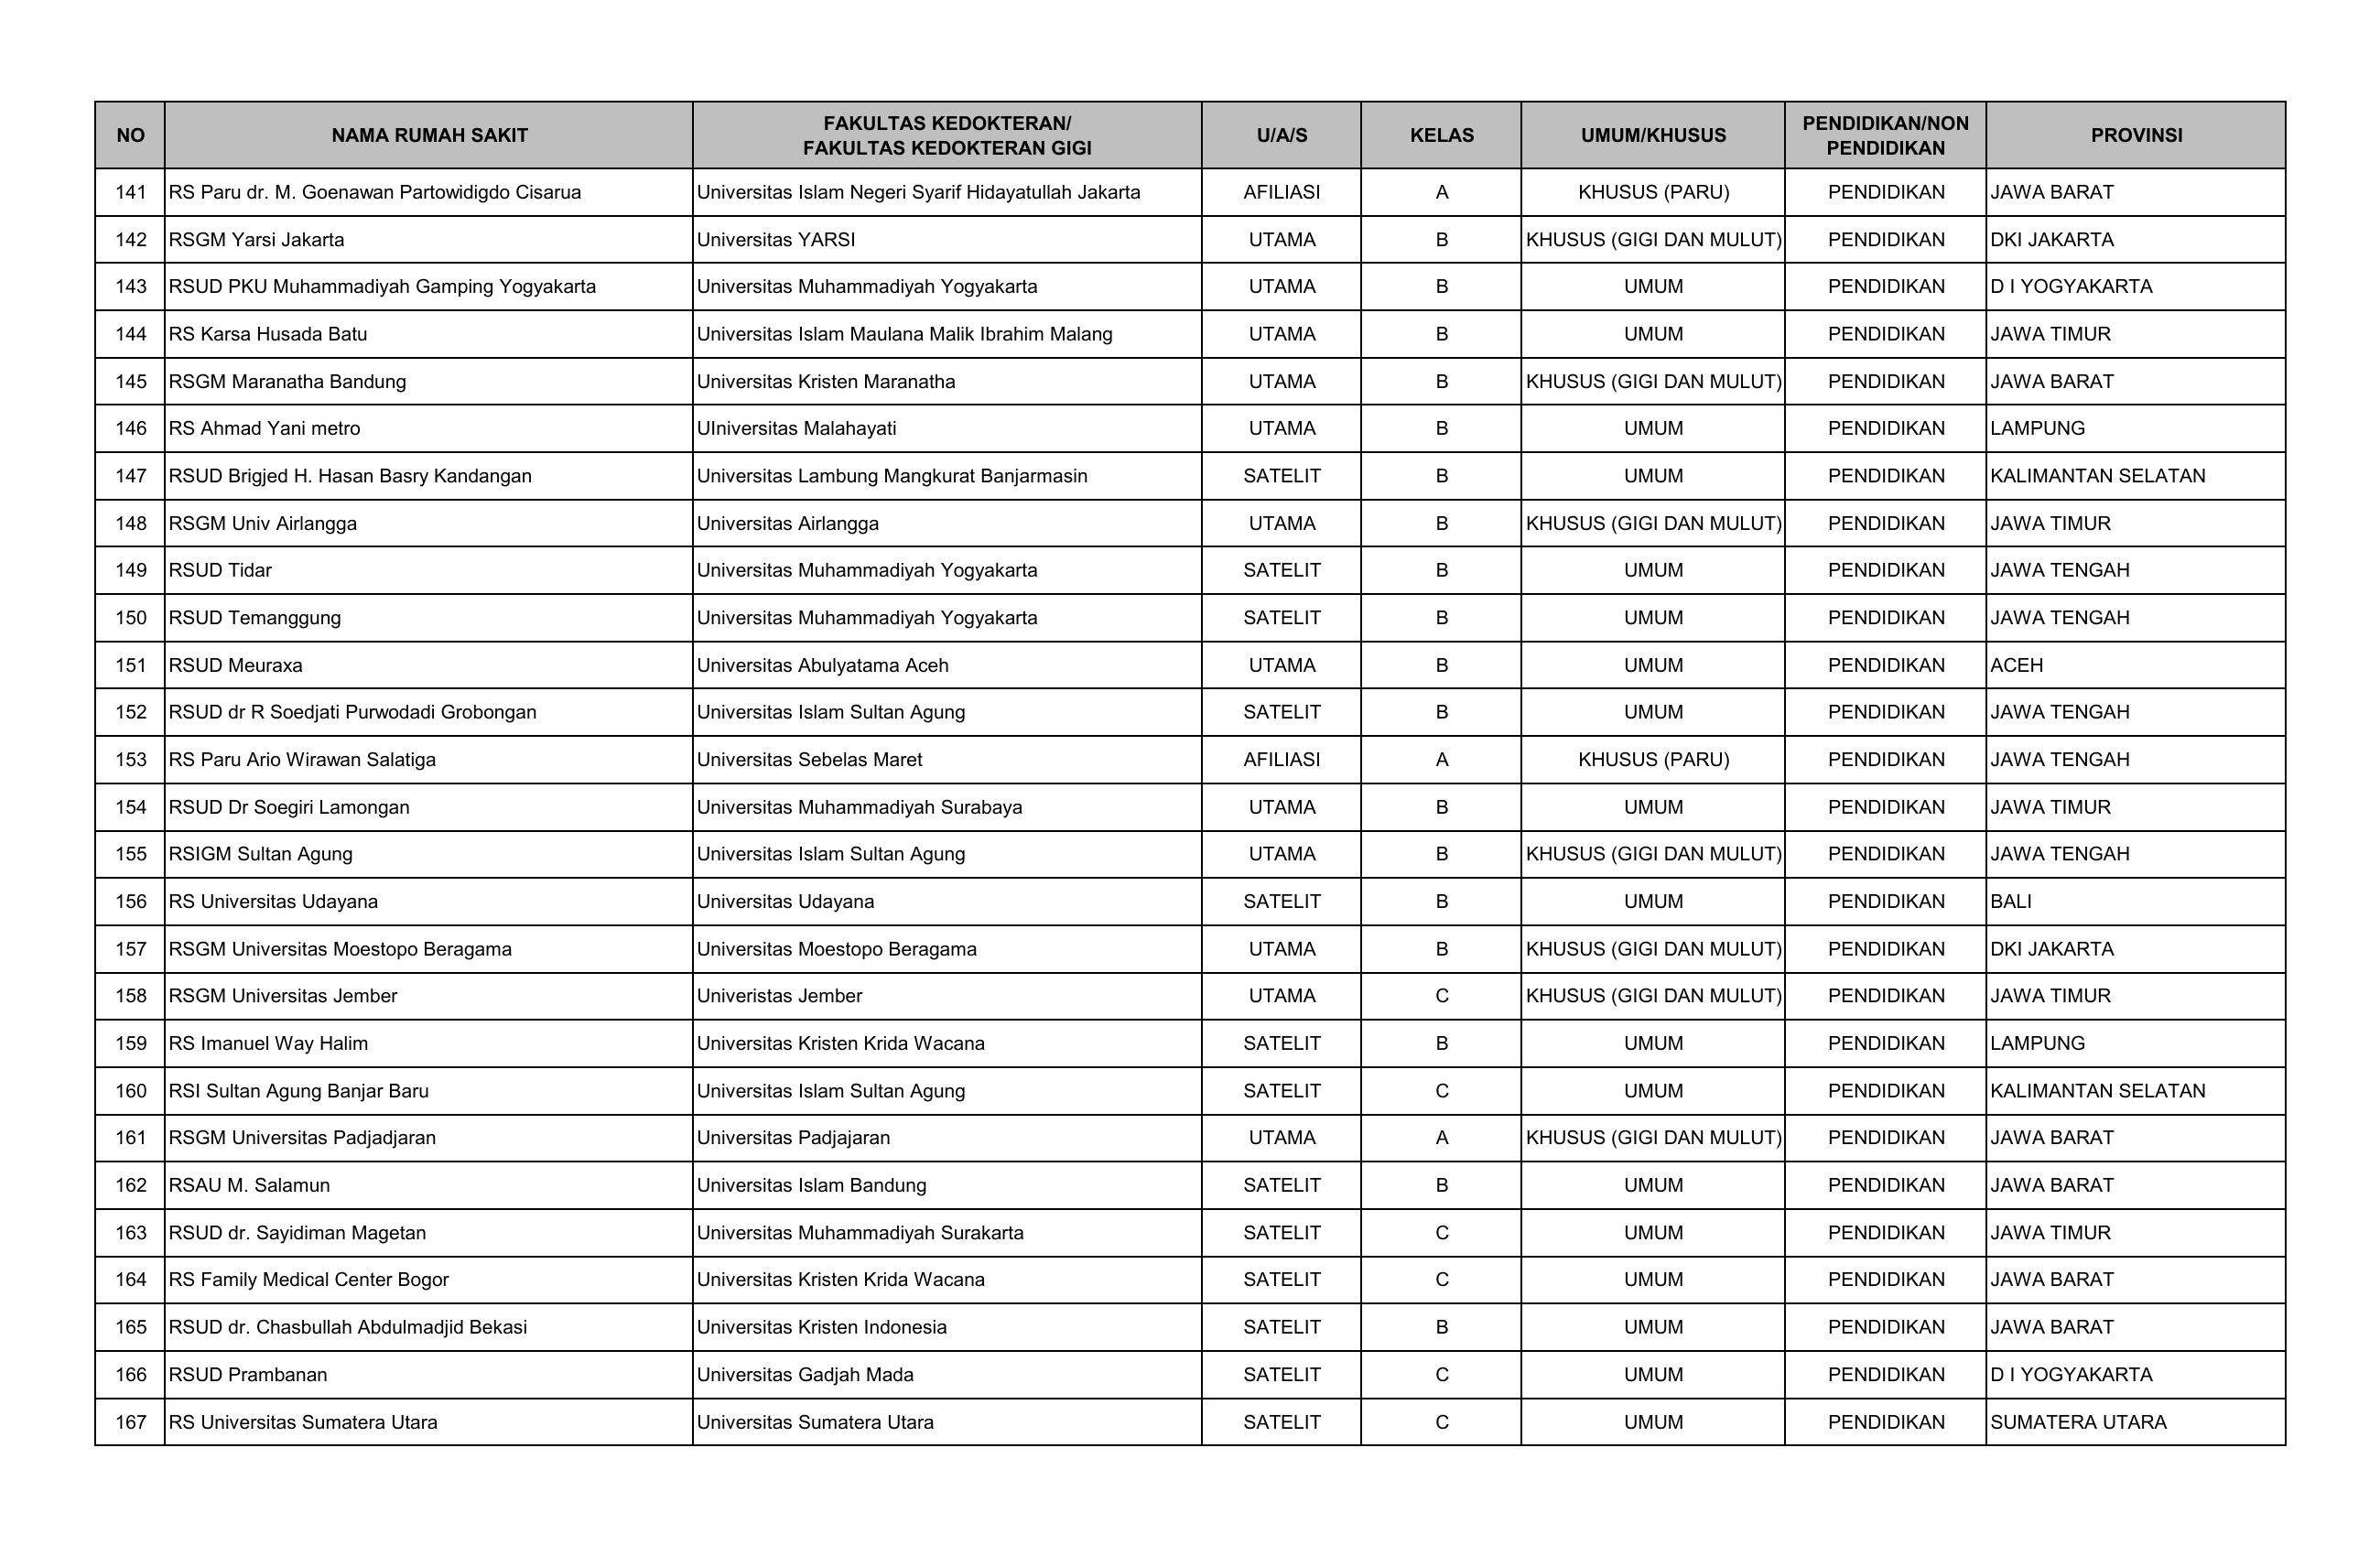 NO NAMA RUMAH SAKIT FAKULTAS KEDOKTERAN/ FAKULTAS KEDOKTERAN GIGI U/A/S KELAS UMUM/KHUSUS PENDIDIKAN/NON PENDIDIKAN PROVINSI
141 RS Paru dr. M. Goenawan Partowidigdo Cisarua Universitas Islam Negeri Syarif Hidayatullah Jakarta AFILIASI A KHUSUS (PARU) PENDIDIKAN JAWA BARAT
142 RSGM Yarsi Jakarta Universitas YARSI UTAMA B KHUSUS (GIGI DAN MULUT) PENDIDIKAN DKI JAKARTA
143 RSUD PKU Muhammadiyah Gamping Yogyakarta Universitas Muhammadiyah Yogyakarta UTAMA B UMUM PENDIDIKAN D I YOGYAKARTA
144 RS Karsa Husada Batu Universitas Islam Maulana Malik Ibrahim Malang UTAMA B UMUM PENDIDIKAN JAWA TIMUR
145 RSGM Maranatha Bandung Universitas Kristen Maranatha UTAMA B KHUSUS (GIGI DAN MULUT) PENDIDIKAN JAWA BARAT
146 RS Ahmad Yani metro UIniversitas Malahayati UTAMA B UMUM PENDIDIKAN LAMPUNG
147 RSUD Brigjed H. Hasan Basry Kandangan Universitas Lambung Mangkurat Banjarmasin SATELIT B UMUM PENDIDIKAN KALIMANTAN SELATAN
148 RSGM Univ Airlangga Universitas Airlangga UTAMA B KHUSUS (GIGI DAN MULUT) PENDIDIKAN JAWA TIMUR
149 RSUD Tidar Universitas Muhammadiyah Yogyakarta SATELIT B UMUM PENDIDIKAN JAWA TENGAH
150 RSUD Temanggung Universitas Muhammadiyah Yogyakarta SATELIT B UMUM PENDIDIKAN JAWA TENGAH
151 RSUD Meuraxa Universitas Abulyatama Aceh UTAMA B UMUM PENDIDIKAN ACEH
152 RSUD dr R Soedjati Purwodadi Grobongan Universitas Islam Sultan Agung SATELIT B UMUM PENDIDIKAN JAWA TENGAH
153 RS Paru Ario Wirawan Salatiga Universitas Sebelas Maret AFILIASI A KHUSUS (PARU) PENDIDIKAN JAWA TENGAH
154 RSUD Dr Soegiri Lamongan Universitas Muhammadiyah Surabaya UTAMA B UMUM PENDIDIKAN JAWA TIMUR
155 RSIGM Sultan Agung Universitas Islam Sultan Agung UTAMA B KHUSUS (GIGI DAN MULUT) PENDIDIKAN JAWA TENGAH
156 RS Universitas Udayana Universitas Udayana SATELIT B UMUM PENDIDIKAN BALI
157 RSGM Universitas Moestopo Beragama Universitas Moestopo Beragama UTAMA B KHUSUS (GIGI DAN MULUT) PENDIDIKAN DKI JAKARTA
158 RSGM Universitas Jember Univeristas Jember UTAMA C KHUSUS (GIGI DAN MULUT) PENDIDIKAN JAWA TIMUR
159 RS Imanuel Way Halim Universitas Kristen Krida Wacana SATELIT B UMUM PENDIDIKAN LAMPUNG
160 RSI Sultan Agung Banjar Baru Universitas Islam Sultan Agung SATELIT C UMUM PENDIDIKAN KALIMANTAN SELATAN
161 RSGM Universitas Padjadjaran Universitas Padjajaran UTAMA A KHUSUS (GIGI DAN MULUT) PENDIDIKAN JAWA BARAT
162 RSAU M. Salamun Universitas Islam Bandung SATELIT B UMUM PENDIDIKAN JAWA BARAT
163 RSUD dr. Sayidiman Magetan Universitas Muhammadiyah Surakarta SATELIT C UMUM PENDIDIKAN JAWA TIMUR
164 RS Family Medical Center Bogor Universitas Kristen Krida Wacana SATELIT C UMUM PENDIDIKAN JAWA BARAT
165 RSUD dr. Chasbullah Abdulmadjid Bekasi Universitas Kristen Indonesia SATELIT B UMUM PENDIDIKAN JAWA BARAT
166 RSUD Prambanan Universitas Gadjah Mada SATELIT C UMUM PENDIDIKAN D I YOGYAKARTA
167 RS Universitas Sumatera Utara Universitas Sumatera Utara SATELIT C UMUM PENDIDIKAN SUMATERA UTARA